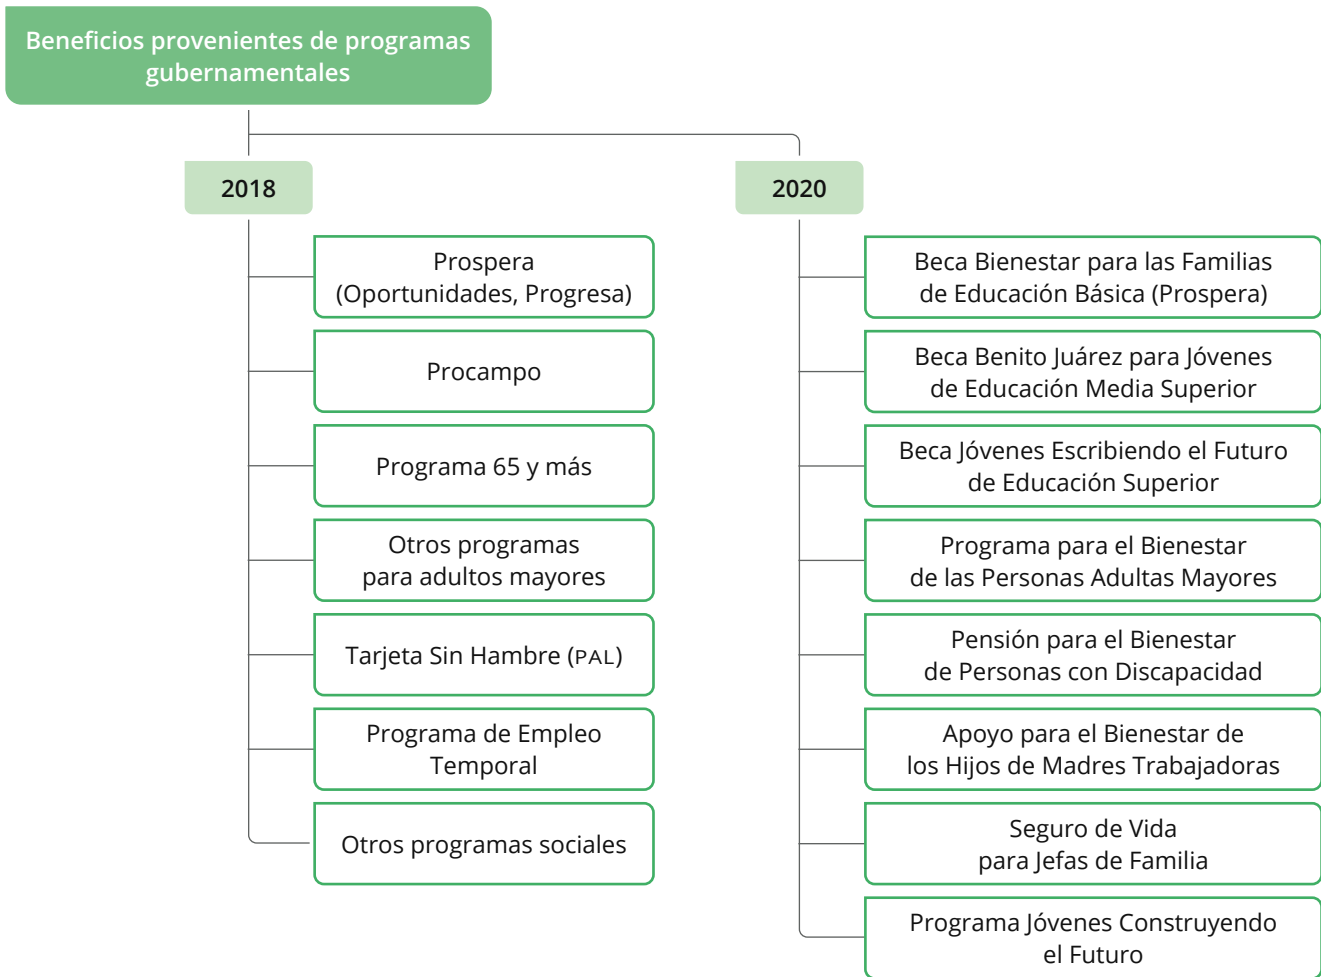 Beneficios provenientes de programas
gubernamentales
2018
Prospera
(Oportunidades, Progresa)
Procampo
Programa 65 y más
Otros programas
para adultos mayores
Tarjeta Sin Hambre (PAL)
Programa de Empleo
Temporal
Otros programas sociales
2020
Beca Bienestar para las Familias
de Educación Básica (Prospera)
Beca Benito Juárez para Jóvenes
de Educación Media Superior
Beca Jóvenes Escribiendo el Futuro
de Educación Superior
Programa para el Bienestar
de las Personas Adultas Mayores
Pensión para el Bienestar
de Personas con Discapacidad
Apoyo para el Bienestar de
los Hijos de Madres Trabajadoras
Seguro de Vida
para Jefas de Familia
Programa Jóvenes Construyendo
el Futuro